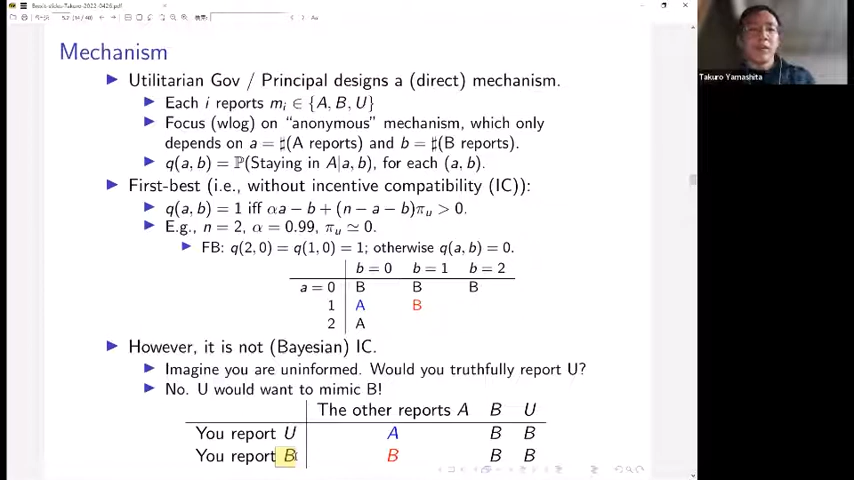 Mechanism
Utilitarian Gov / Principal designs a (direct) mechanism.
Each i reports mᵢ ∈ {A, B, U}
Focus (wlog) on “anonymous” mechanism, which only
depends on a = ♯(A reports) and b = ♯(B reports).
q(a, b) = ℙ(Staying in A|a, b), for each (a, b).
First-best (i.e., without incentive compatibility (IC)):
q(a, b) = 1 iff αa − b + (n − a − b)πᵤ > 0.
E.g., n = 2, α = 0.99, πᵤ ≃ 0.
FB: q(2, 0) = q(1, 0) = 1; otherwise q(a, b) = 0.
b = 0 b = 1 b = 2
a = 0 B B B
1 A B
2 A
However, it is not (Bayesian) IC.
Imagine you are uninformed. Would you truthfully report U?
No. U would want to mimic B!
The other reports A B U
You report U A B B
You report B B B B
Takuro Yamashita